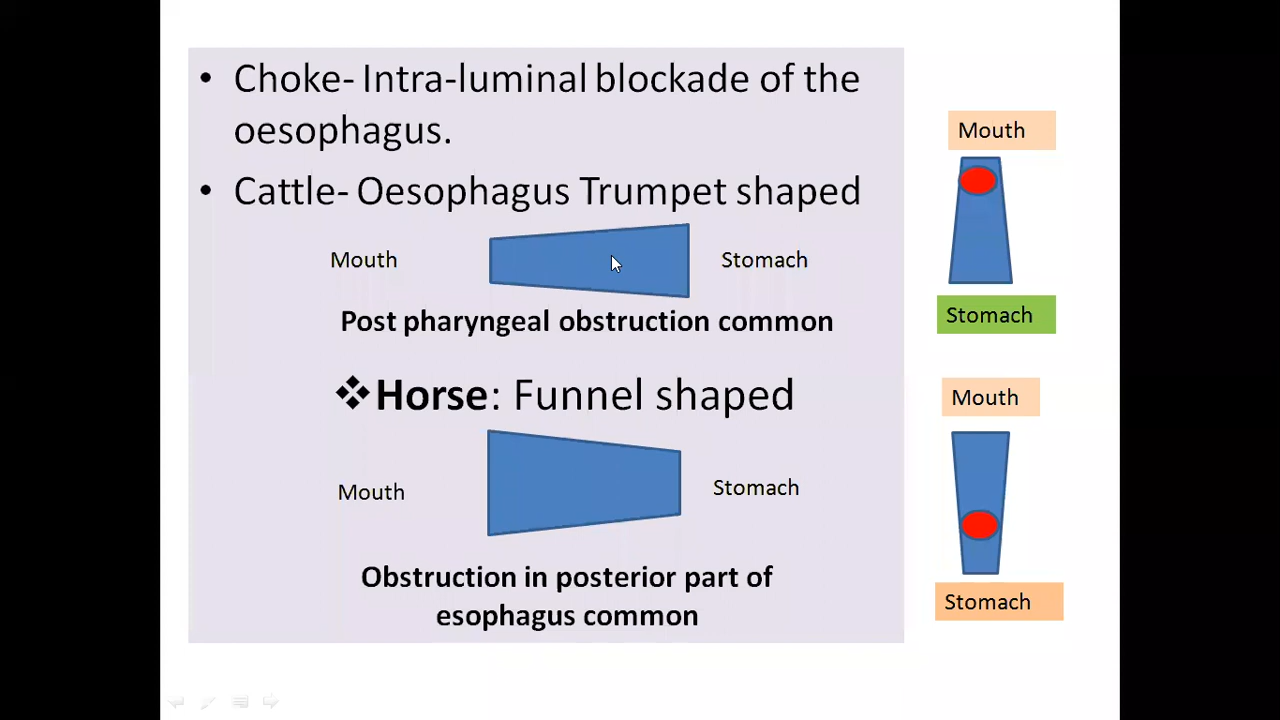 • Choke- Intra-luminal blockade of the
oesophagus.
• Cattle- Oesophagus Trumpet shaped
Mouth
Stomach
Post pharyngeal obstruction common
❖Horse: Funnel shaped
Mouth
Stomach
Obstruction in posterior part of
esophagus common
Mouth
Stomach
Mouth
Stomach